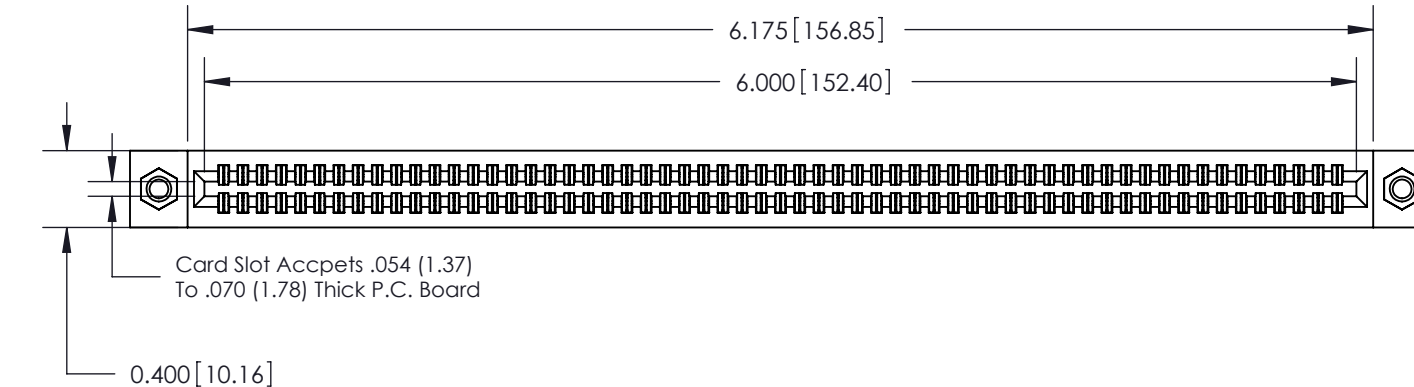 6.175[156.85]
6.000[152.40]
Card Slot Accpets .054 (1.37)
To .070 (1.78) Thick P.C. Board
0.400[10.16]